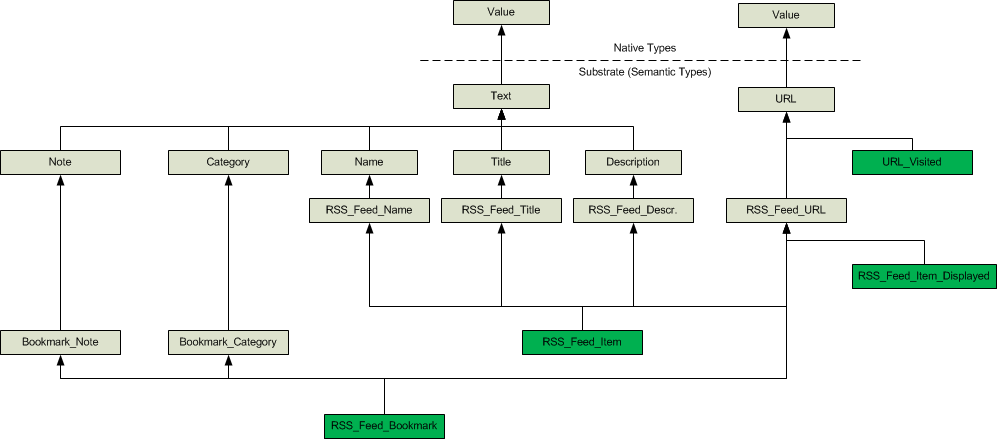 Value
Value
Native Types
Substrate (Semantic Types)
Text
URL
Note
Category
Name
Title
Description
URL_Visited
RSS_Feed_Name
RSS_Feed_Title
RSS_Feed_Descr.
RSS_Feed_URL
RSS_Feed_Item_Displayed
Bookmark_Note
Bookmark_Category
RSS_Feed_Item
RSS_Feed_Bookmark